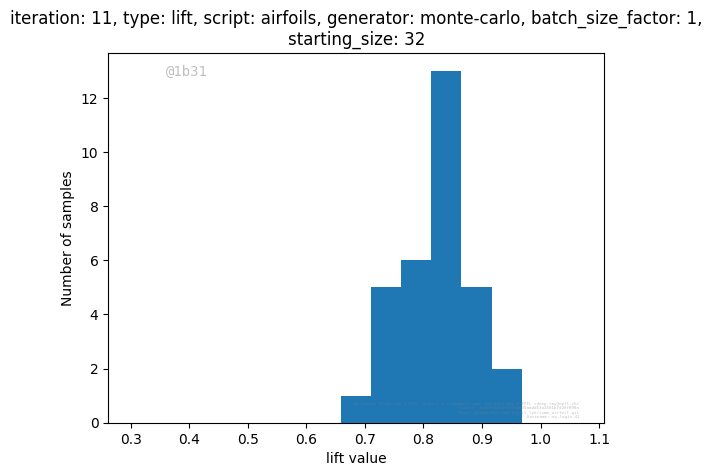 iteration: 11, type: lift, script: airfoils, generator: monte-carlo, batch_size_factor: 1,
starting_size: 32
@1b31
12
10
8
6
4
2
0
Number of samples
0.3 0.4 0.5 0.6 0.7 0.8 0.9 1.0 1.1
lift value